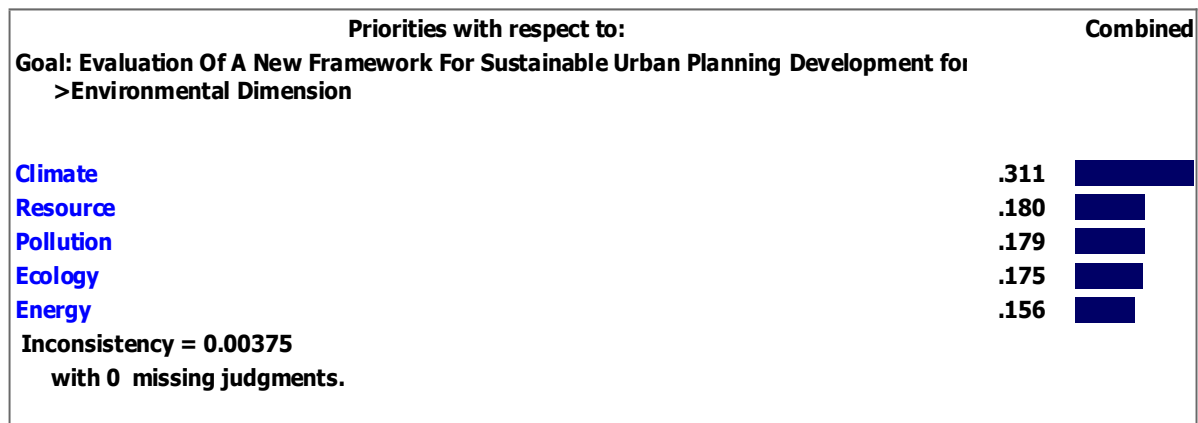 Priorities with respect to: Combined
Goal: Evaluation Of A New Framework For Sustainable Urban Planning Development for
>Environmental Dimension
Climate .311
Resource .180
Pollution .179
Ecology .175
Energy .156
Inconsistency = 0.00375
with 0 missing judgments.